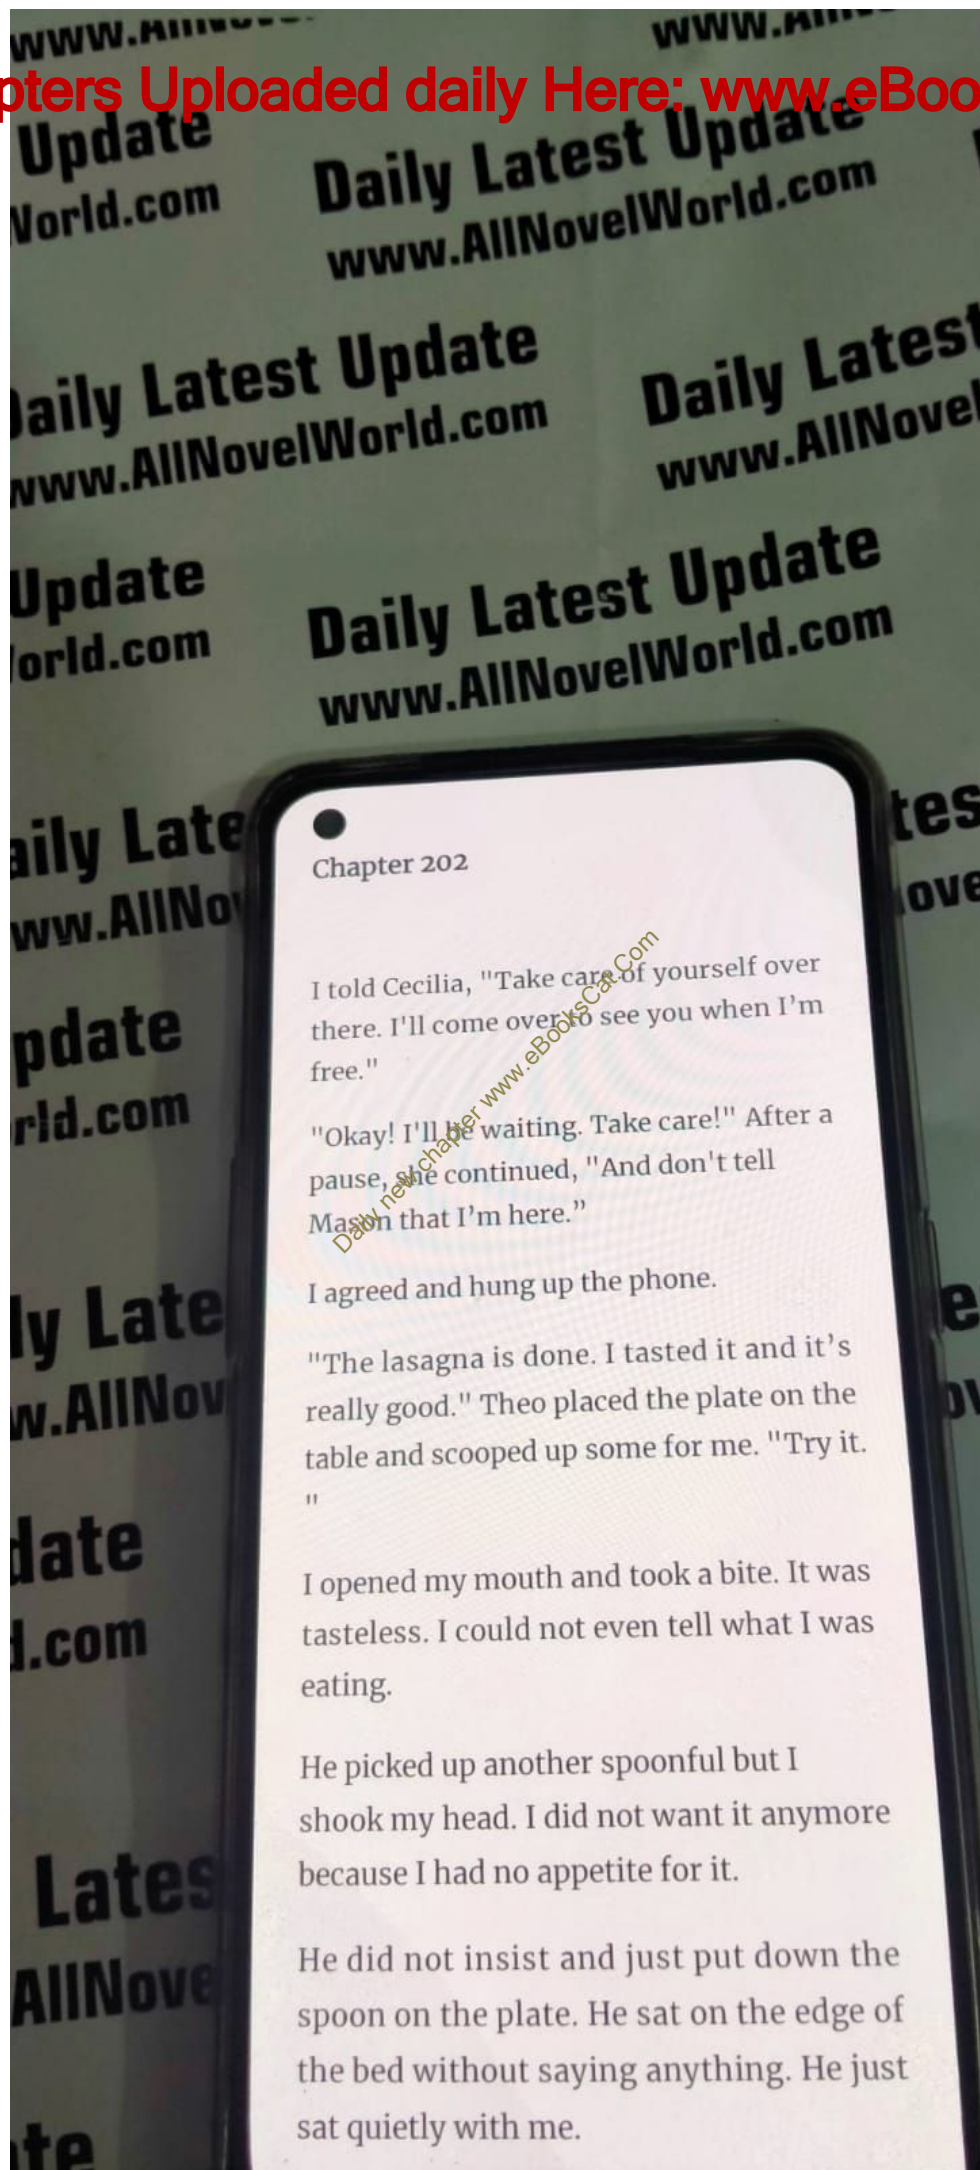 www.
www.
pters Uploaded daily Here: www.eBoo
Update
World.com
Daily Latest Update
www.AllNovelWorld.com
Daily Latest Update
www.AllNovelWorld.com
Daily Latest
www.AllNovel
Update
orld.com
Daily Latest Update
www.AllNovelWorld.com
aily Late
ww.AllNov
tes
ove
Chapter 202
I told Cecilia, "Take care of yourself over
there. I'll come over to see you when I’m
free."
"Okay! I'll be waiting. Take care!" After a
pause, she continued, "And don't tell
Mason that I’m here.”
Daily new chapter www.eBooksCat.Com
I agreed and hung up the phone.
"The lasagna is done. I tasted it and it’s
really good." Theo placed the plate on the
table and scooped up some for me. "Try it.
"
I opened my mouth and took a bite. It was
tasteless. I could not even tell what I was
eating.
He picked up another spoonful but I
shook my head. I did not want it anymore
because I had no appetite for it.
He did not insist and just put down the
spoon on the plate. He sat on the edge of
the bed without saying anything. He just
sat quietly with me.
pdate
rld.com
ly Late
w.AllNov
date
d.com
Lates
AllNove
te